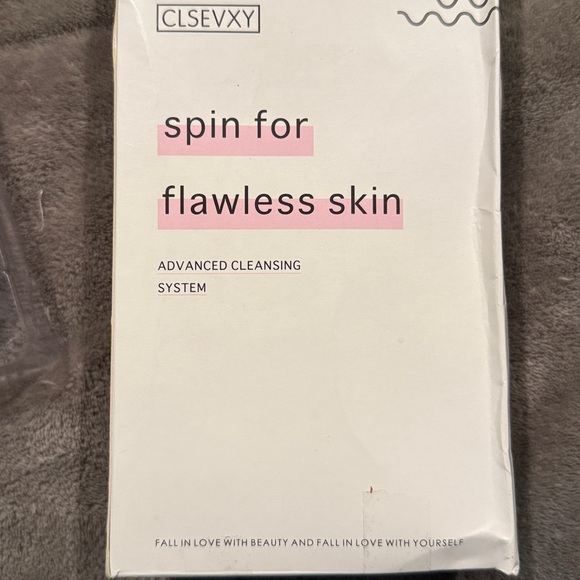 CLSEVXY
spin for
flawless skin
ADVANCED CLEANSING
SYSTEM
FALL IN LOVE WITH BEAUTY AND FALL IN LOVE WITH YOURSELF